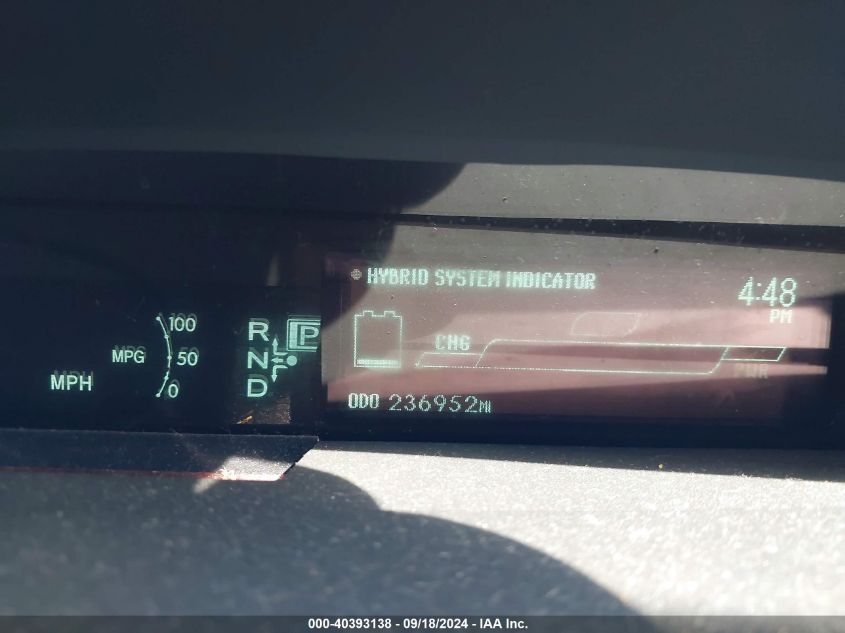 HYBRID SYSTEM INDICATOR
4:48
PM
100
MPG 50
0
MPH
R P
N
D
CHG
PWR
ODO 236952MI
000-40393138 - 09/18/2024 - IAA Inc.